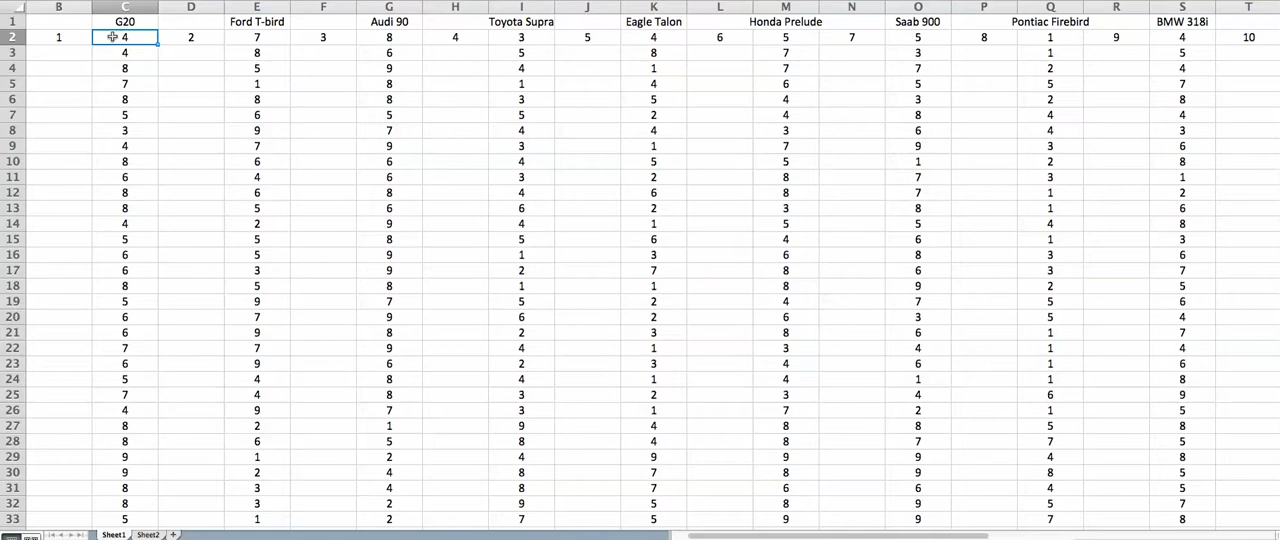 B C D E F G H I J K L M N O P Q R S T
1 G20 Ford T-bird Audi 90 Toyota Supra Eagle Talon Honda Prelude Saab 900 Pontiac Firebird BMW 318i
2 1 4 2 7 3 8 4 3 5 4 6 5 7 5 8 1 9 4 10
3 4 8 6 5 8 7 3 1 5
4 8 5 9 4 1 7 7 2 4
5 7 1 8 1 4 6 5 5 7
6 8 8 8 3 5 4 3 2 8
7 5 6 5 5 2 4 8 4 4
8 3 9 7 4 4 3 6 4 3
9 4 7 9 3 1 7 9 3 6
10 8 6 6 4 5 5 1 2 8
11 6 4 6 3 2 8 7 3 1
12 8 6 8 4 6 8 7 1 2
13 8 5 6 6 2 3 8 1 6
14 4 2 9 4 1 5 5 4 8
15 5 5 8 5 6 4 6 1 3
16 6 5 9 1 3 6 8 3 6
17 6 3 9 2 7 8 6 3 7
18 8 5 8 1 1 8 9 2 5
19 5 9 7 5 2 4 7 5 6
20 6 7 9 6 2 6 3 5 4
21 6 9 8 2 3 8 6 1 7
22 7 7 9 4 1 3 4 1 4
23 6 9 9 2 3 4 6 1 6
24 5 4 8 4 1 4 1 1 8
25 7 4 8 3 2 3 4 6 9
26 4 9 7 3 1 7 2 1 5
27 8 2 1 9 4 8 8 5 8
28 8 6 5 8 4 8 7 7 5
29 9 1 2 4 9 9 9 4 8
30 9 2 4 8 7 8 9 8 5
31 8 3 4 8 7 6 6 4 5
32 8 3 2 9 5 8 9 5 7
33 5 1 2 7 5 9 9 7 8
Sheet1 Sheet2 +